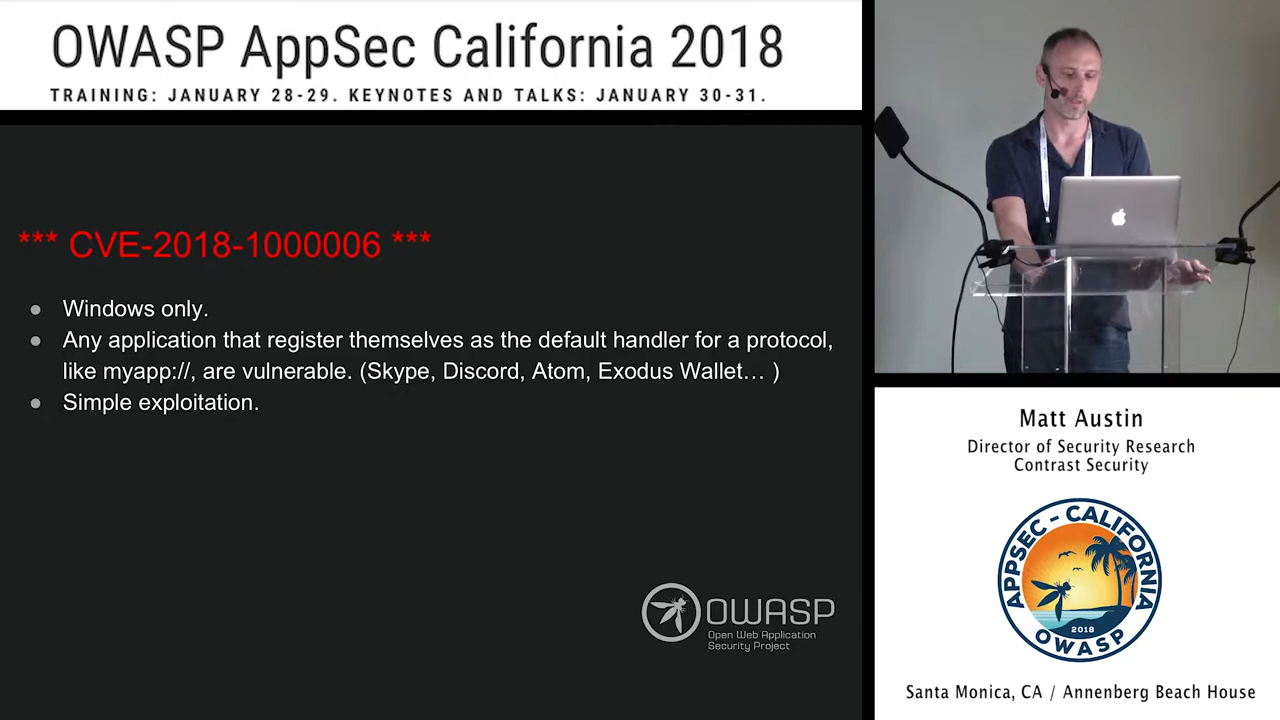 OWASP AppSec California 2018
TRAINING: JANUARY 28-29. KEYNOTES AND TALKS: JANUARY 30-31.
*** CVE-2018-1000006 ***
● Windows only.
● Any application that register themselves as the default handler for a protocol,
like myapp://, are vulnerable. (Skype, Discord, Atom, Exodus Wallet… )
● Simple exploitation.
OWASP
Open Web Application
Security Project
Matt Austin
Director of Security Research
Contrast Security
APPSEC - CALIFORNIA
2018
OWASP
Santa Monica, CA / Annenberg Beach House